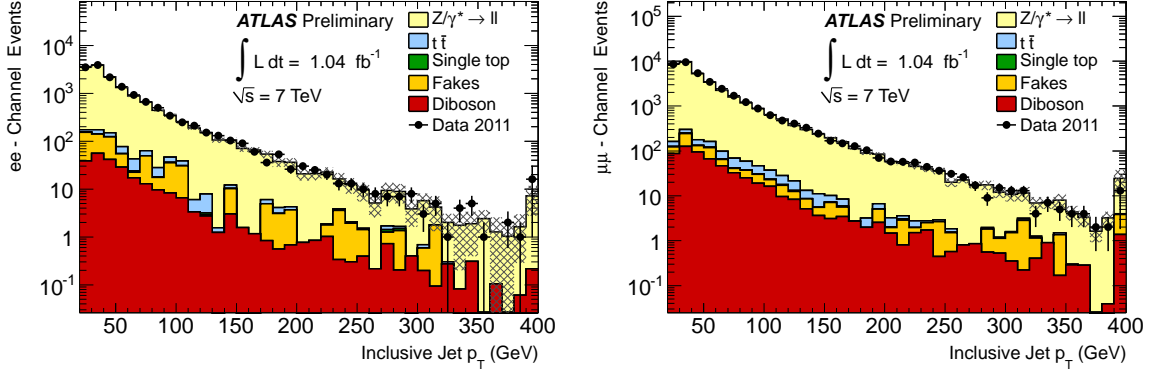 ATLAS Preliminary
∫ L dt = 1.04 fb⁻¹
√s = 7 TeV
Z/γ* → ll
t t̄
Single top
Fakes
Diboson
Data 2011
ee - Channel Events
10⁴
10³
10²
10
1
10⁻¹
50 100 150 200 250 300 350 400
Inclusive Jet p_T (GeV)
ATLAS Preliminary
∫ L dt = 1.04 fb⁻¹
√s = 7 TeV
Z/γ* → ll
t t̄
Single top
Fakes
Diboson
Data 2011
μμ - Channel Events
10⁵
10⁴
10³
10²
10
1
10⁻¹
50 100 150 200 250 300 350 400
Inclusive Jet p_T (GeV)